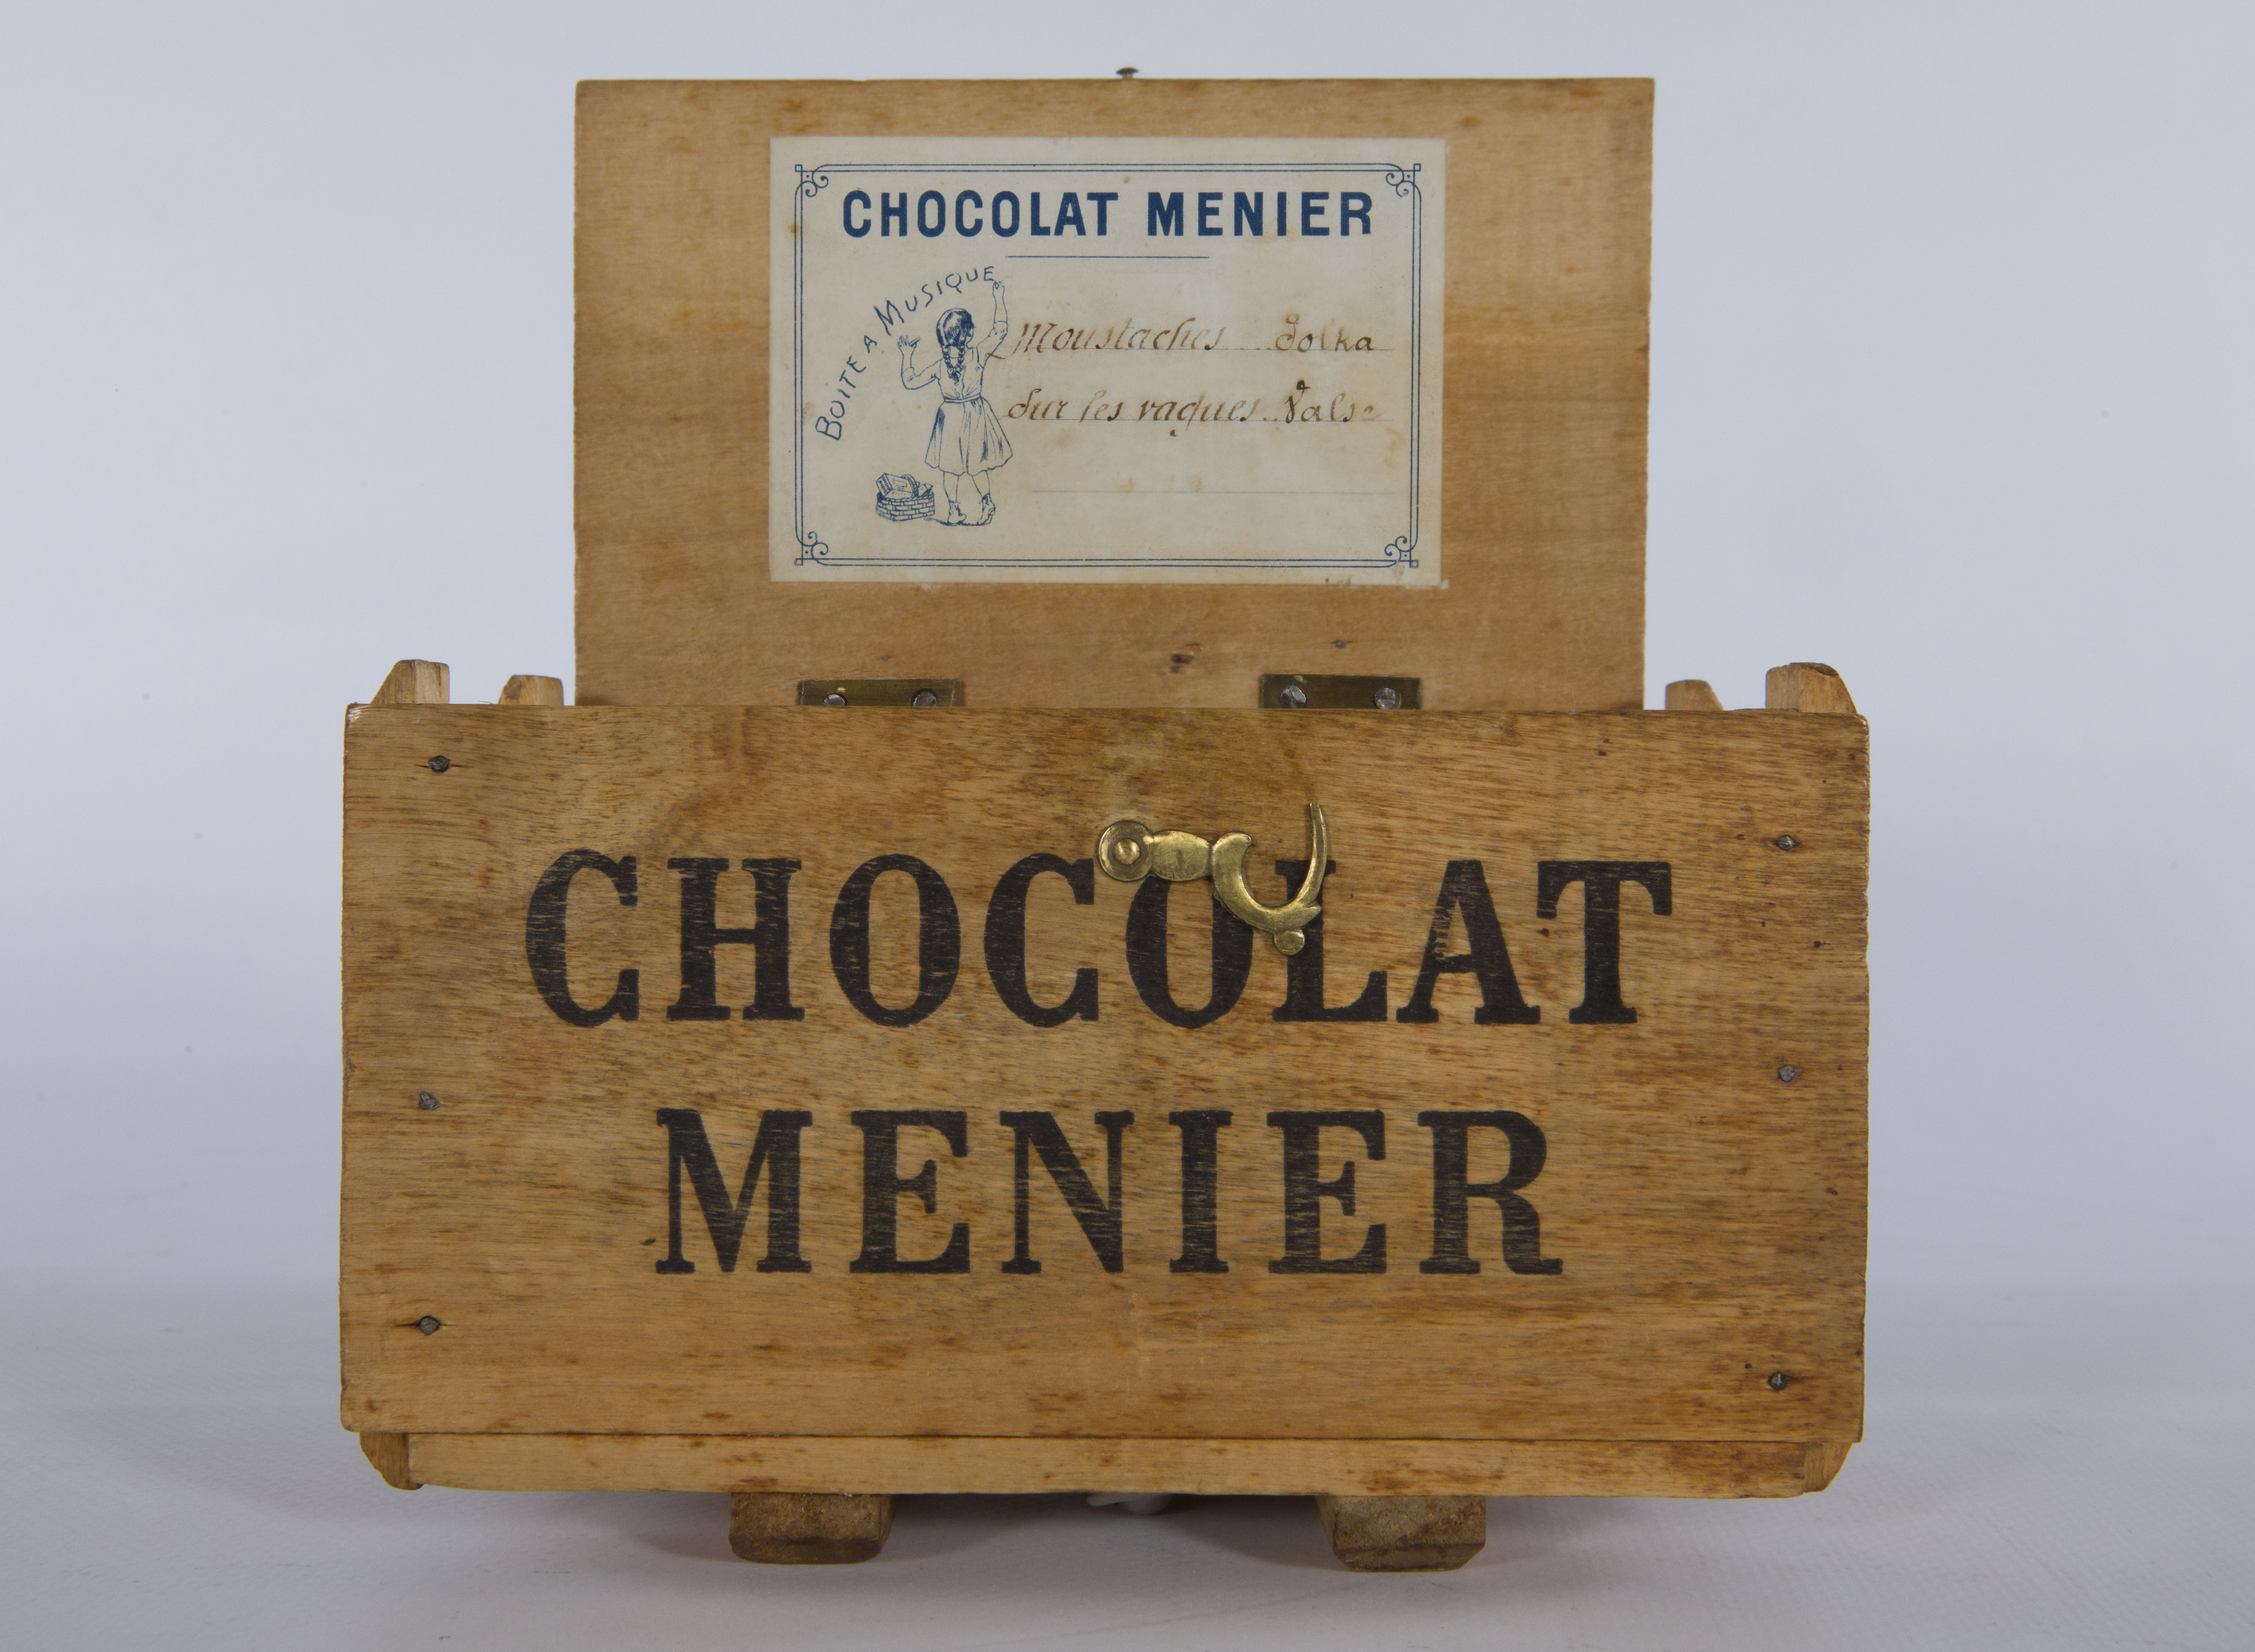 CHOCOLAT MENIER
BOITE A MUSIQUE
Moustaches Polka
Sur les vagues Valse
CHOCOLAT
MENIER